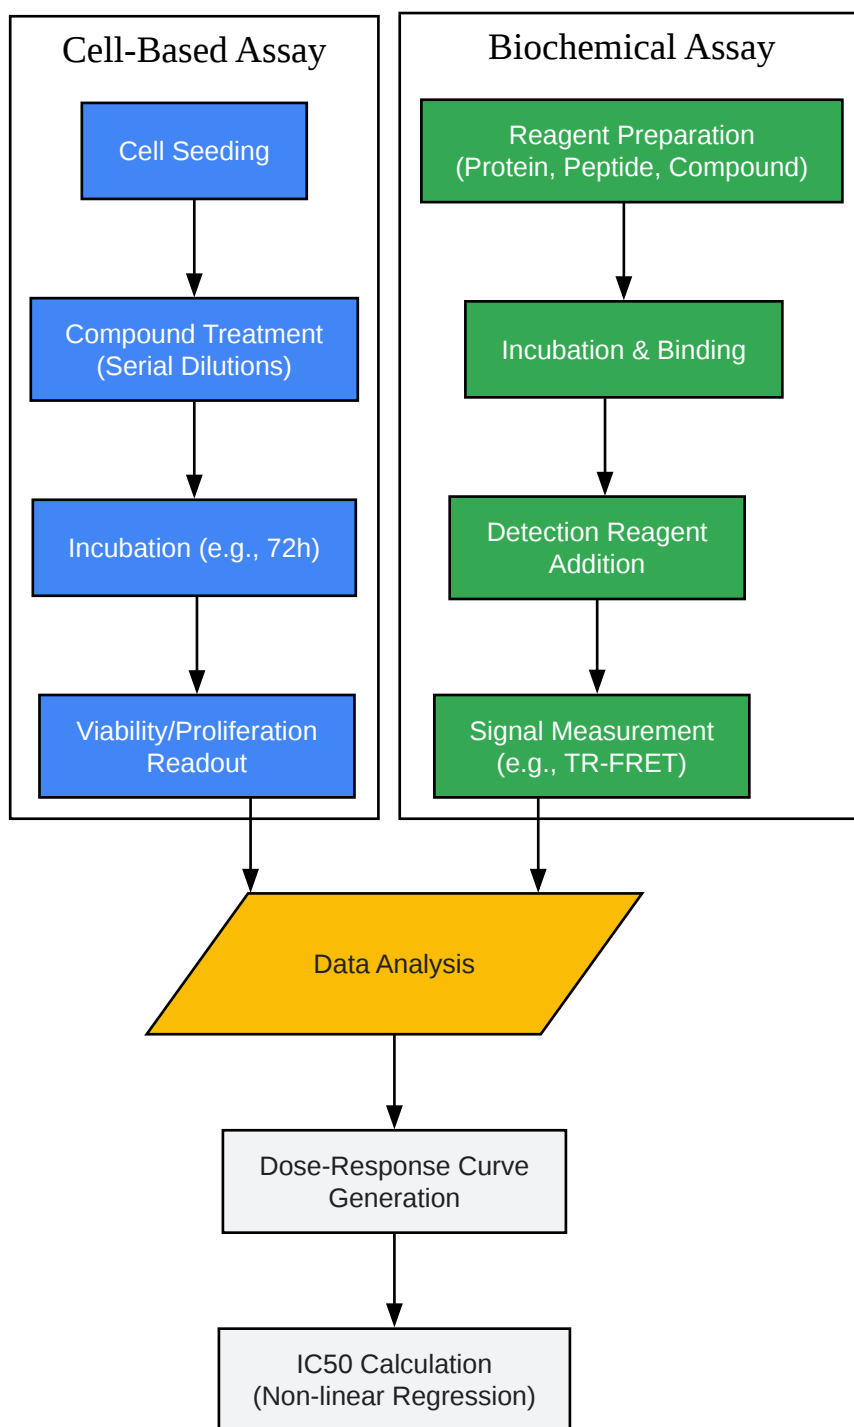 Cell-Based Assay
Cell Seeding
Compound Treatment
(Serial Dilutions)
Incubation (e.g., 72h)
Viability/Proliferation
Readout
Biochemical Assay
Reagent Preparation
(Protein, Peptide, Compound)
Incubation & Binding
Detection Reagent
Addition
Signal Measurement
(e.g., TR-FRET)
Data Analysis
Dose-Response Curve
Generation
IC50 Calculation
(Non-linear Regression)